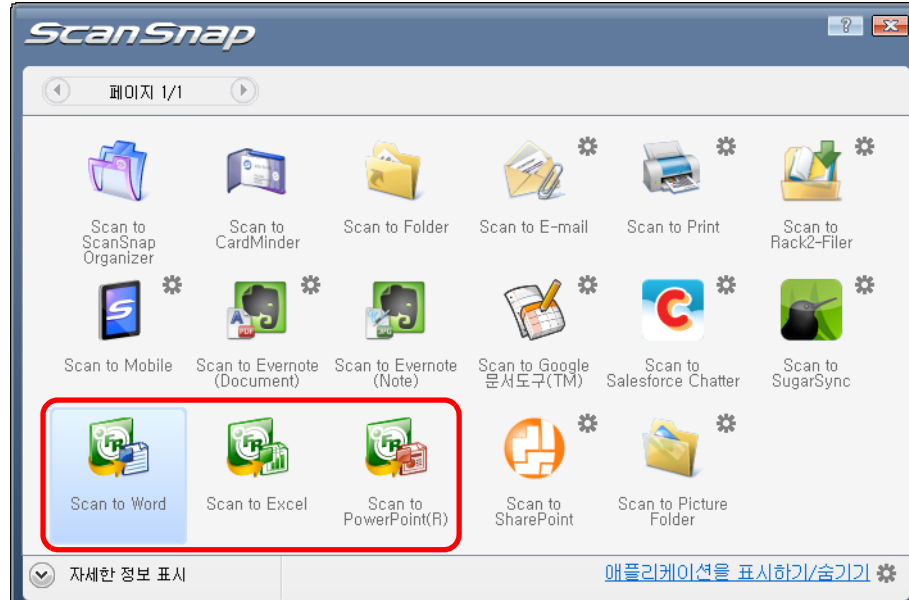 ScanSnap
페이지 1/1
Scan to
ScanSnap
Organizer
Scan to
CardMinder
Scan to Folder
Scan to E-mail
Scan to Print
Scan to
Rack2-Filer
Scan to Mobile
Scan to Evernote
(Document)
Scan to Evernote
(Note)
Scan to Google
문서도구(TM)
Scan to
Salesforce Chatter
Scan to
SugarSync
Scan to Word
Scan to Excel
Scan to
PowerPoint(R)
Scan to
SharePoint
Scan to Picture
Folder
자세한 정보 표시
애플리케이션을 표시하기/숨기기